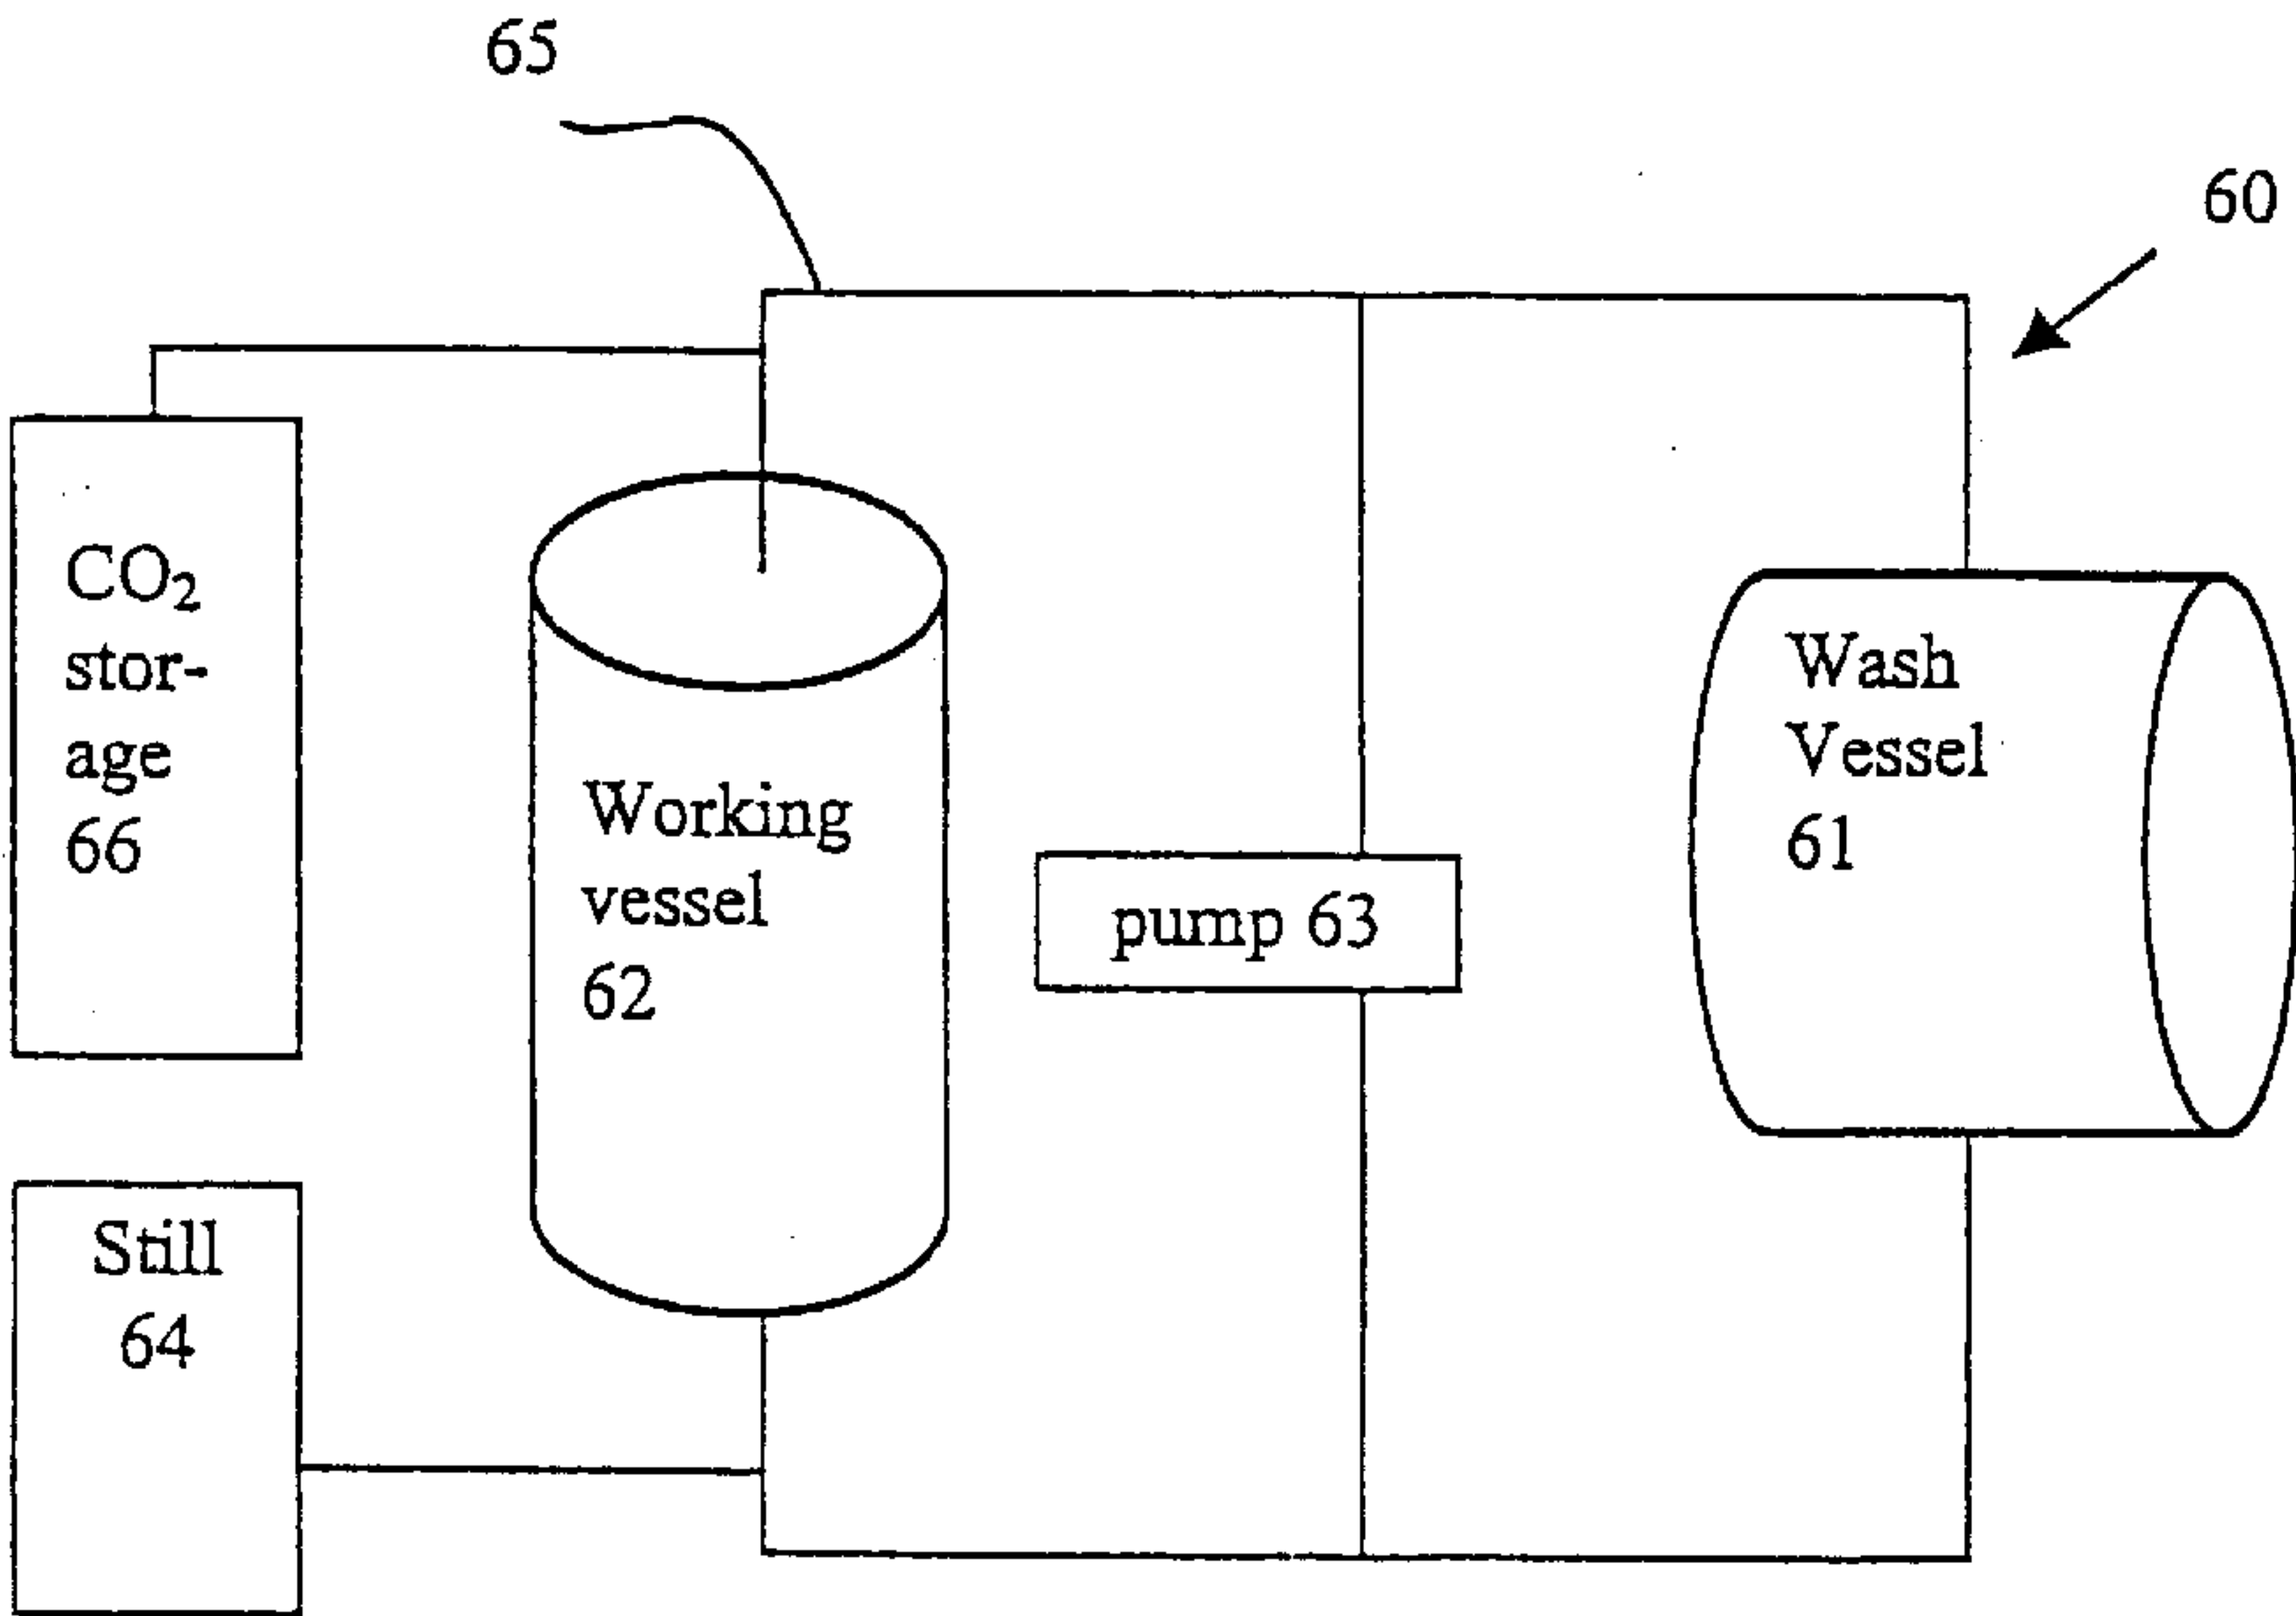 65
60
CO₂
stor-
age
66
Working
vessel
62
pump 63
Wash
Vessel
61
Still
64